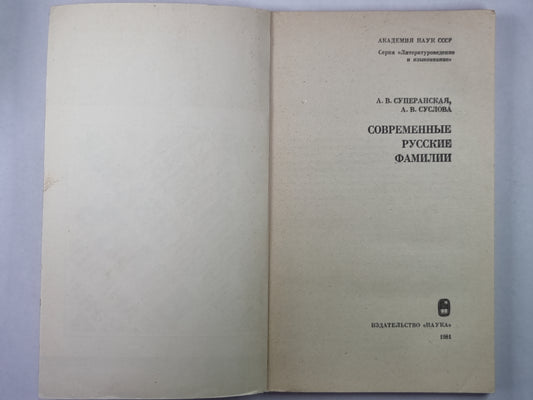 АКАДЕМИЯ НАУК СССР
Серия «Литературоведение
и языкознание»
А. В. СУПЕРАНСКАЯ,
А. В. СУСЛОВА
СОВРЕМЕННЫЕ
РУССКИЕ
ФАМИЛИИ
ИЗДАТЕЛЬСТВО «НАУКА»
1981